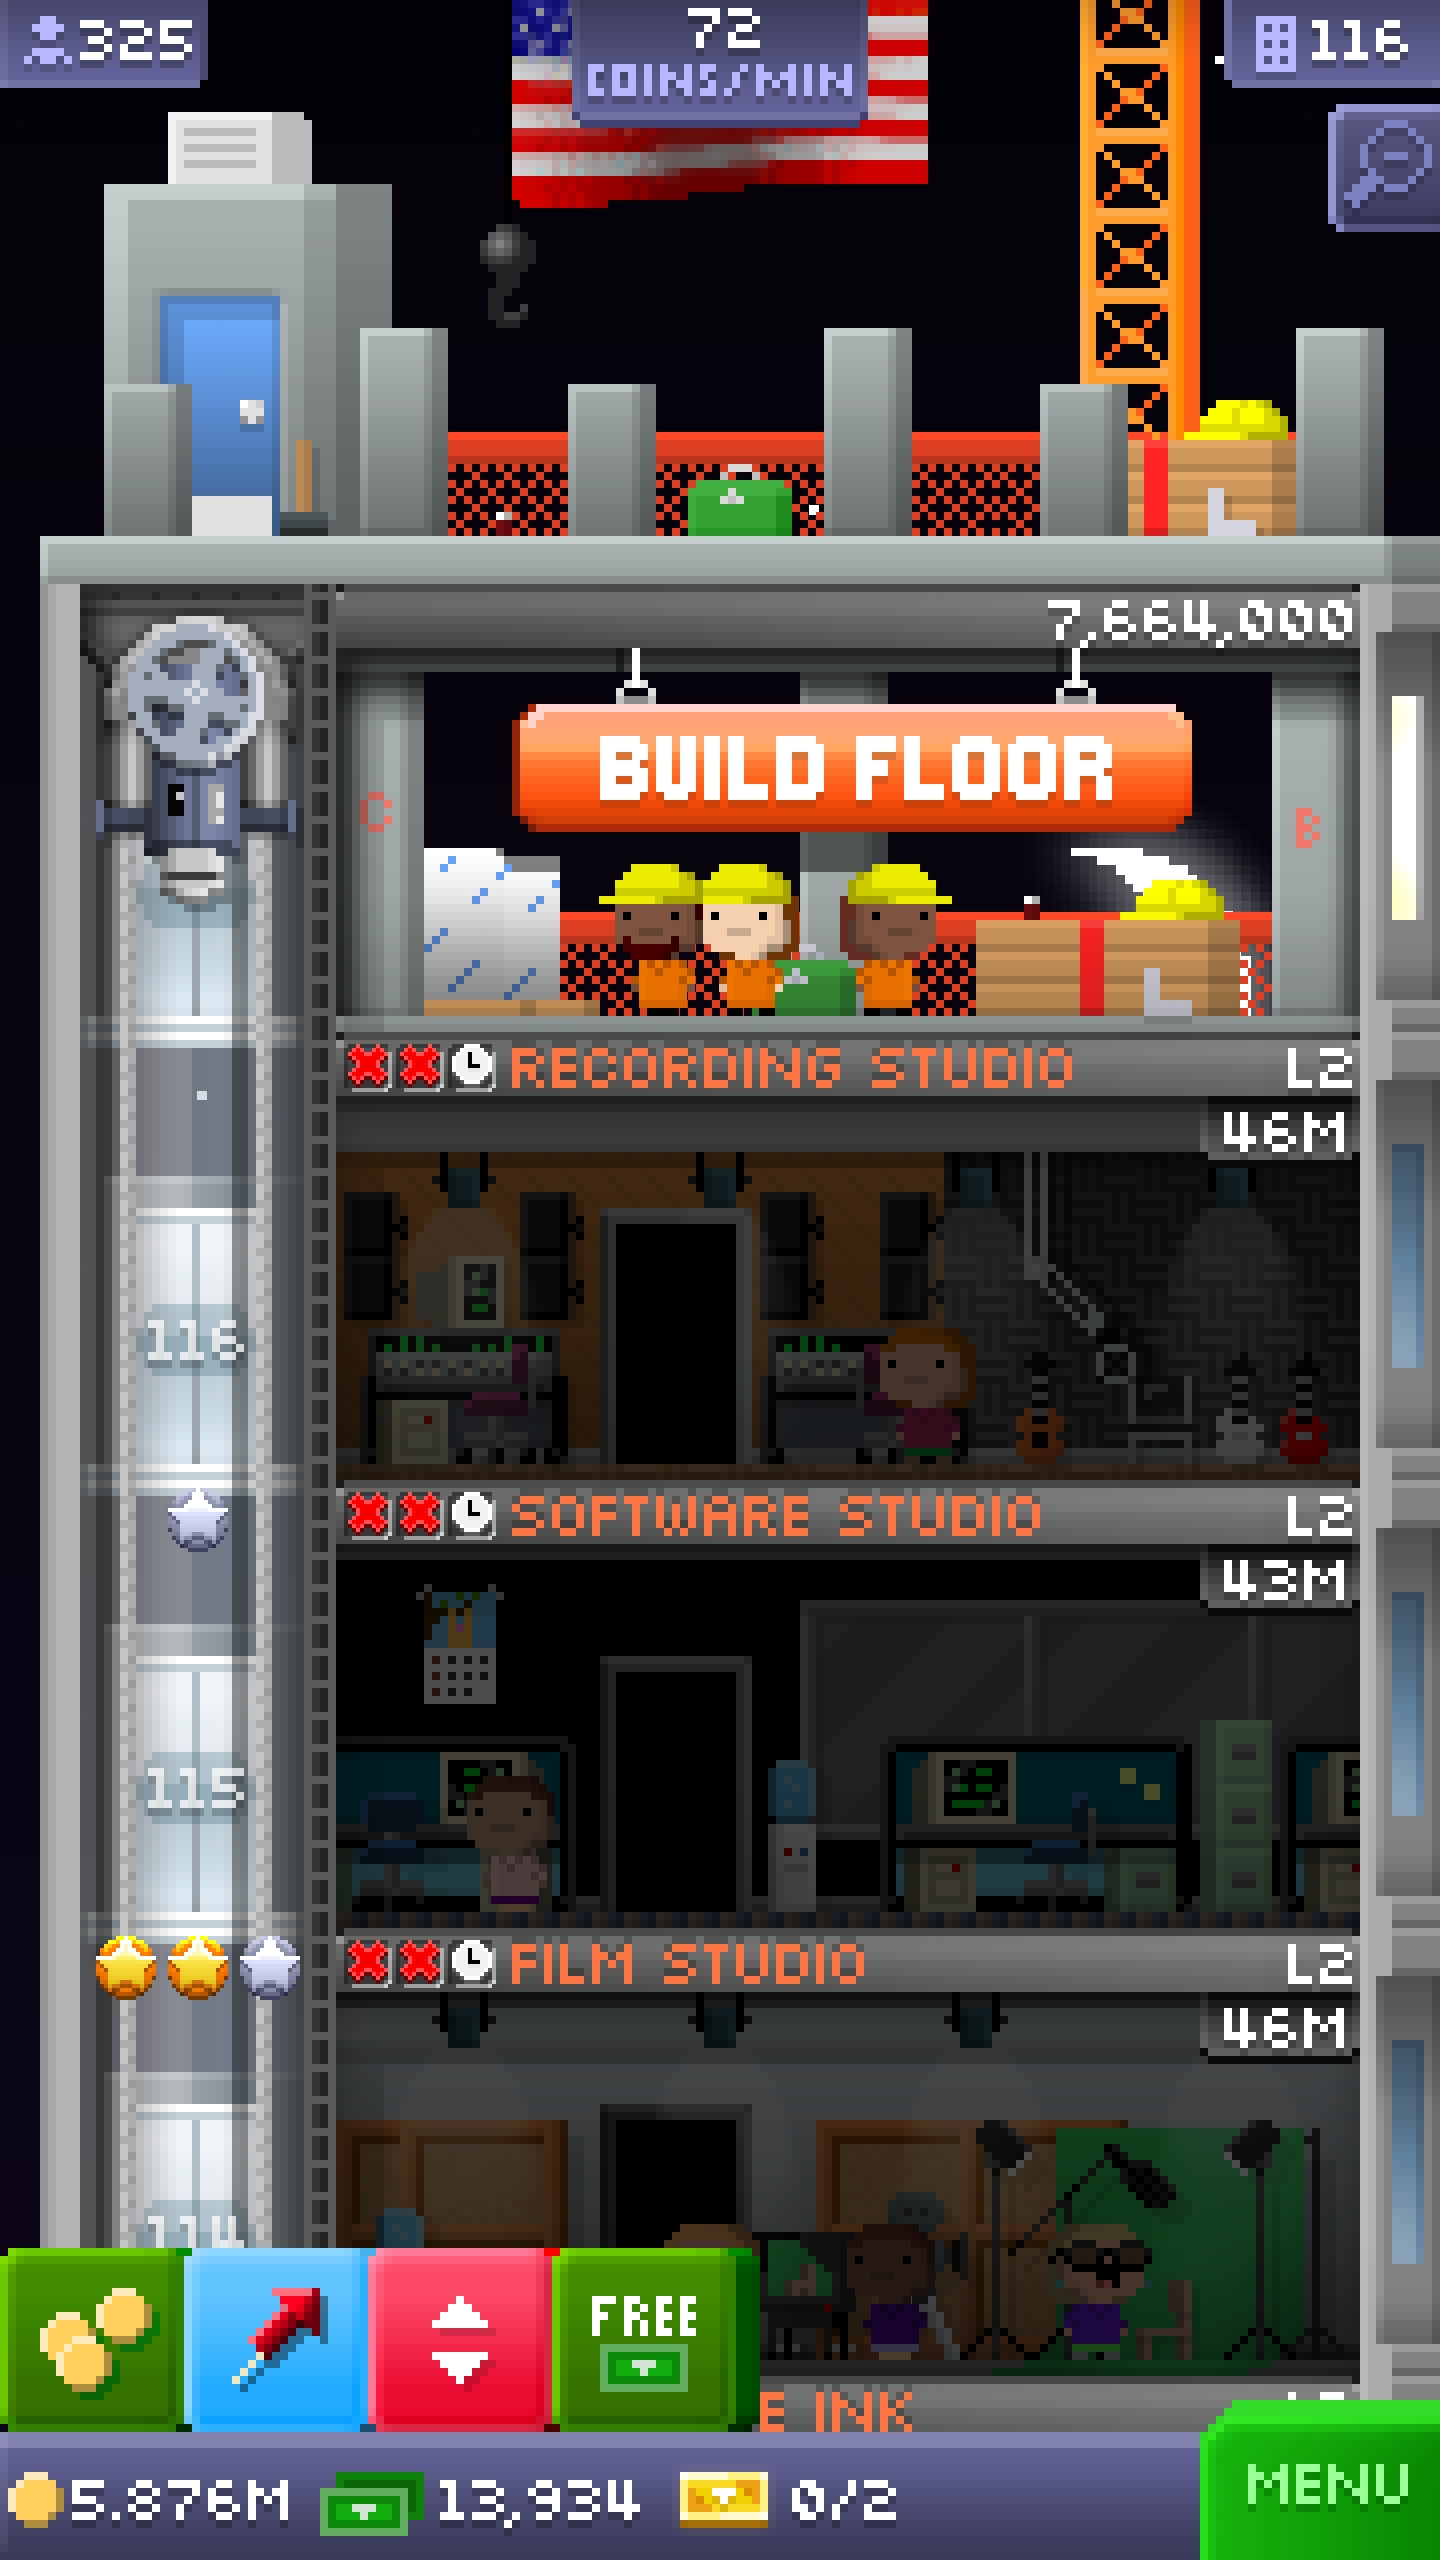 325
72
COINS/MIN
116
7,664,000
BUILD FLOOR
C
B
RECORDING STUDIO L2
46M
116
SOFTWARE STUDIO L2
43M
115
FILM STUDIO L2
46M
114
FREE
E INK
5.876M 13,934 0/2
MENU